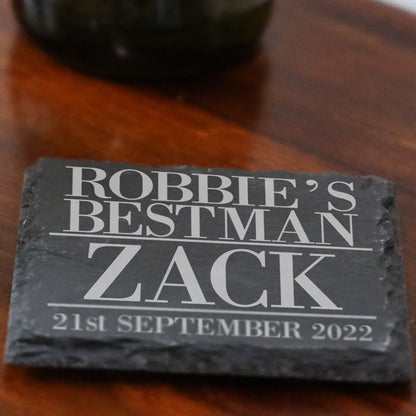 ROBBIE'S
BESTMAN
ZACK
21st SEPTEMBER 2022